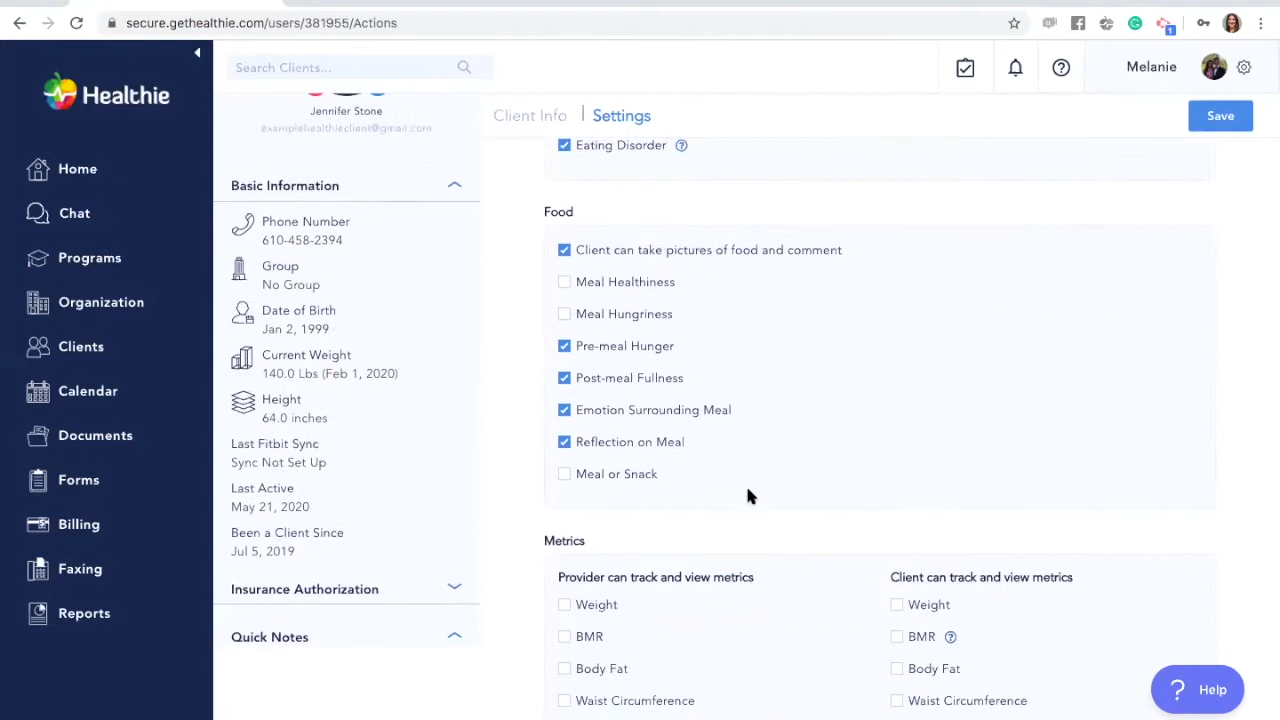 secure.gethealthie.com/users/381955/Actions
1
Healthie
Search Clients...
Melanie
Home
Chat
Programs
Organization
Clients
Calendar
Documents
Forms
Billing
Faxing
Reports
Jennifer Stone
examplehealthieclient@gmail.com
Basic Information
Phone Number
610-458-2394
Group
No Group
Date of Birth
Jan 2, 1999
Current Weight
140.0 Lbs (Feb 1, 2020)
Height
64.0 inches
Last Fitbit Sync
Sync Not Set Up
Last Active
May 21, 2020
Been a Client Since
Jul 5, 2019
Insurance Authorization
Quick Notes
Client Info | Settings
Save
Eating Disorder
Food
Client can take pictures of food and comment
Meal Healthiness
Meal Hungriness
Pre-meal Hunger
Post-meal Fullness
Emotion Surrounding Meal
Reflection on Meal
Meal or Snack
Metrics
Provider can track and view metrics
Weight
BMR
Body Fat
Waist Circumference
Client can track and view metrics
Weight
BMR
Body Fat
Waist Circumference
? Help